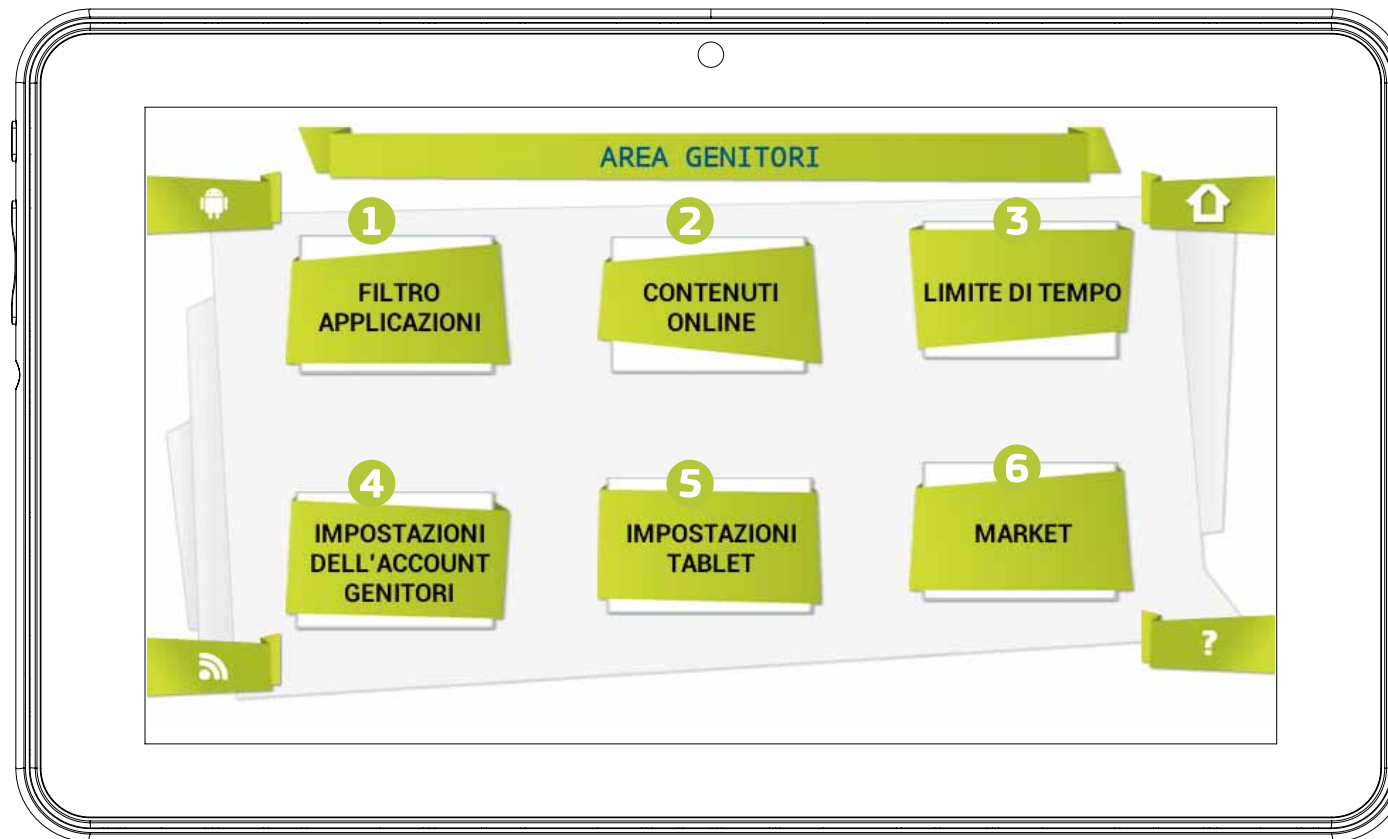 AREA GENITORI
1
2
3
FILTRO
APPLICAZIONI
CONTENUTI
ONLINE
LIMITE DI TEMPO
4
5
6
IMPOSTAZIONI
DELL'ACCOUNT
GENITORI
IMPOSTAZIONI
TABLET
MARKET
?